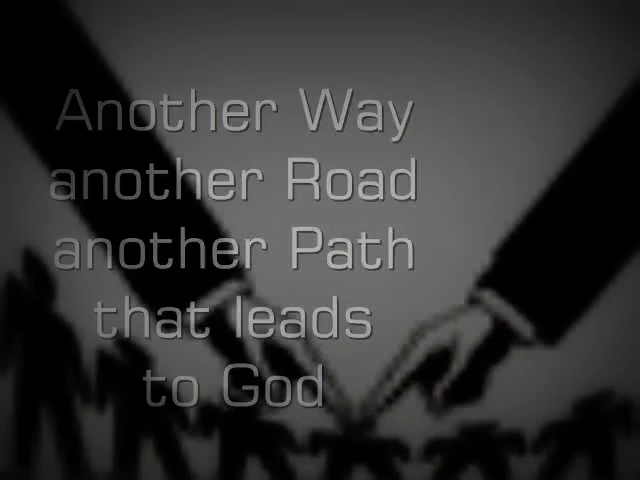 Another Way
another Road
another Path
that leads
to God